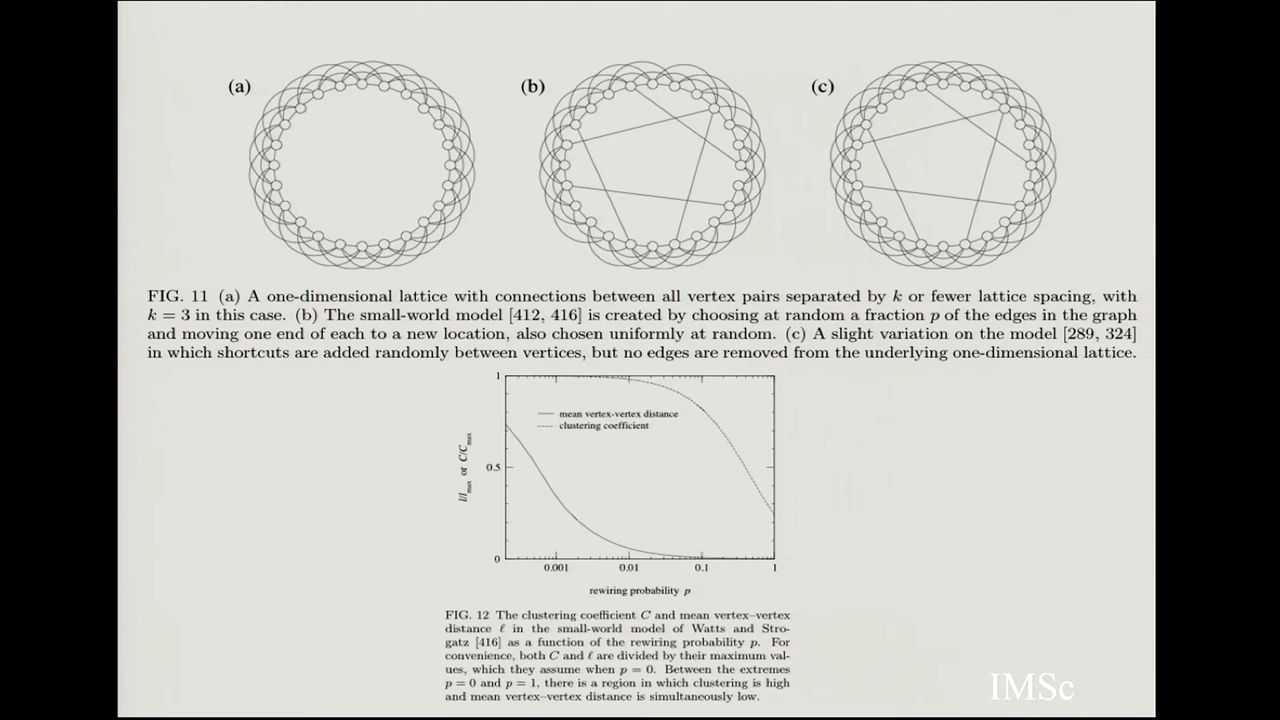 (a)
(b)
(c)
FIG. 11 (a) A one-dimensional lattice with connections between all vertex pairs separated by k or fewer lattice spacing, with
k = 3 in this case. (b) The small-world model [412, 416] is created by choosing at random a fraction p of the edges in the graph
and moving one end of each to a new location, also chosen uniformly at random. (c) A slight variation on the model [289, 324]
in which shortcuts are added randomly between vertices, but no edges are removed from the underlying one-dimensional lattice.
1
mean vertex-vertex distance
clustering coefficient
l/l_max or C/C_max
0.5
0
0.001 0.01 0.1 1
rewiring probability p
FIG. 12 The clustering coefficient C and mean vertex–vertex
distance ℓ in the small-world model of Watts and Stro-
gatz [416] as a function of the rewiring probability p. For
convenience, both C and ℓ are divided by their maximum val-
ues, which they assume when p = 0. Between the extremes
p = 0 and p = 1, there is a region in which clustering is high
and mean vertex–vertex distance is simultaneously low.
IMSc